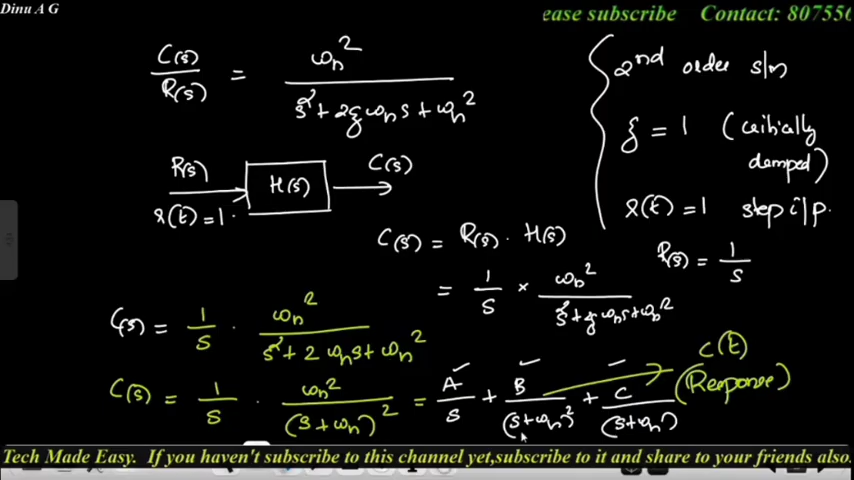 Dinu A G
ease subscribe Contact: 807556
C(s)/R(s) = ωn²/(s²+2ξωns+ωn²)
2nd order s/m
ξ = 1 (critically damped)
r(t)=1 step i/p.
R(s) = 1/s
R(s) H(s) C(s)
r(t)=1.
C(s) = R(s) . H(s)
= 1/s × ωn²/(s²+2ξωns+ωn²)
C(s) = 1/s . ωn²/(s²+2ωns+ωn²)
C(s) = 1/s . ωn²/(s+ωn)² = A/s + B/(s+ωn)² + C/(s+ωn)
C(t)
(Response)
Tech Made Easy. If you haven't subscribe to this channel yet,subscribe to it and share to your friends also.